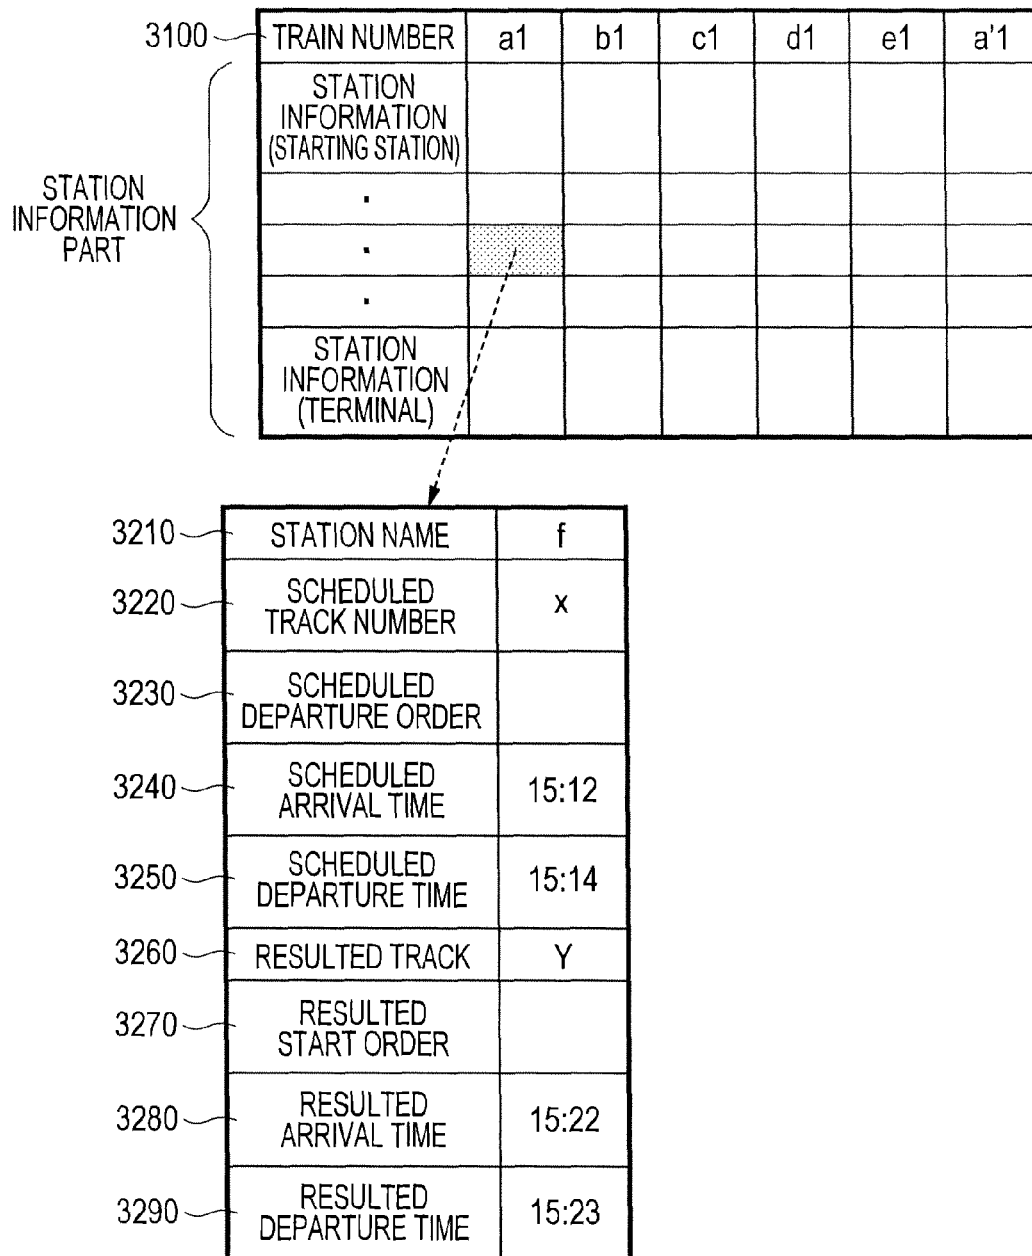 3100 TRAIN NUMBER a1 b1 c1 d1 e1 a'1
STATION
INFORMATION
(STARTING STATION)
STATION
INFORMATION
PART
.
.
.
STATION
INFORMATION
(TERMINAL)
3210 STATION NAME f
3220 SCHEDULED
TRACK NUMBER x
3230 SCHEDULED
DEPARTURE ORDER
3240 SCHEDULED
ARRIVAL TIME 15:12
3250 SCHEDULED
DEPARTURE TIME 15:14
3260 RESULTED TRACK Y
3270 RESULTED
START ORDER
3280 RESULTED
ARRIVAL TIME 15:22
3290 RESULTED
DEPARTURE TIME 15:23